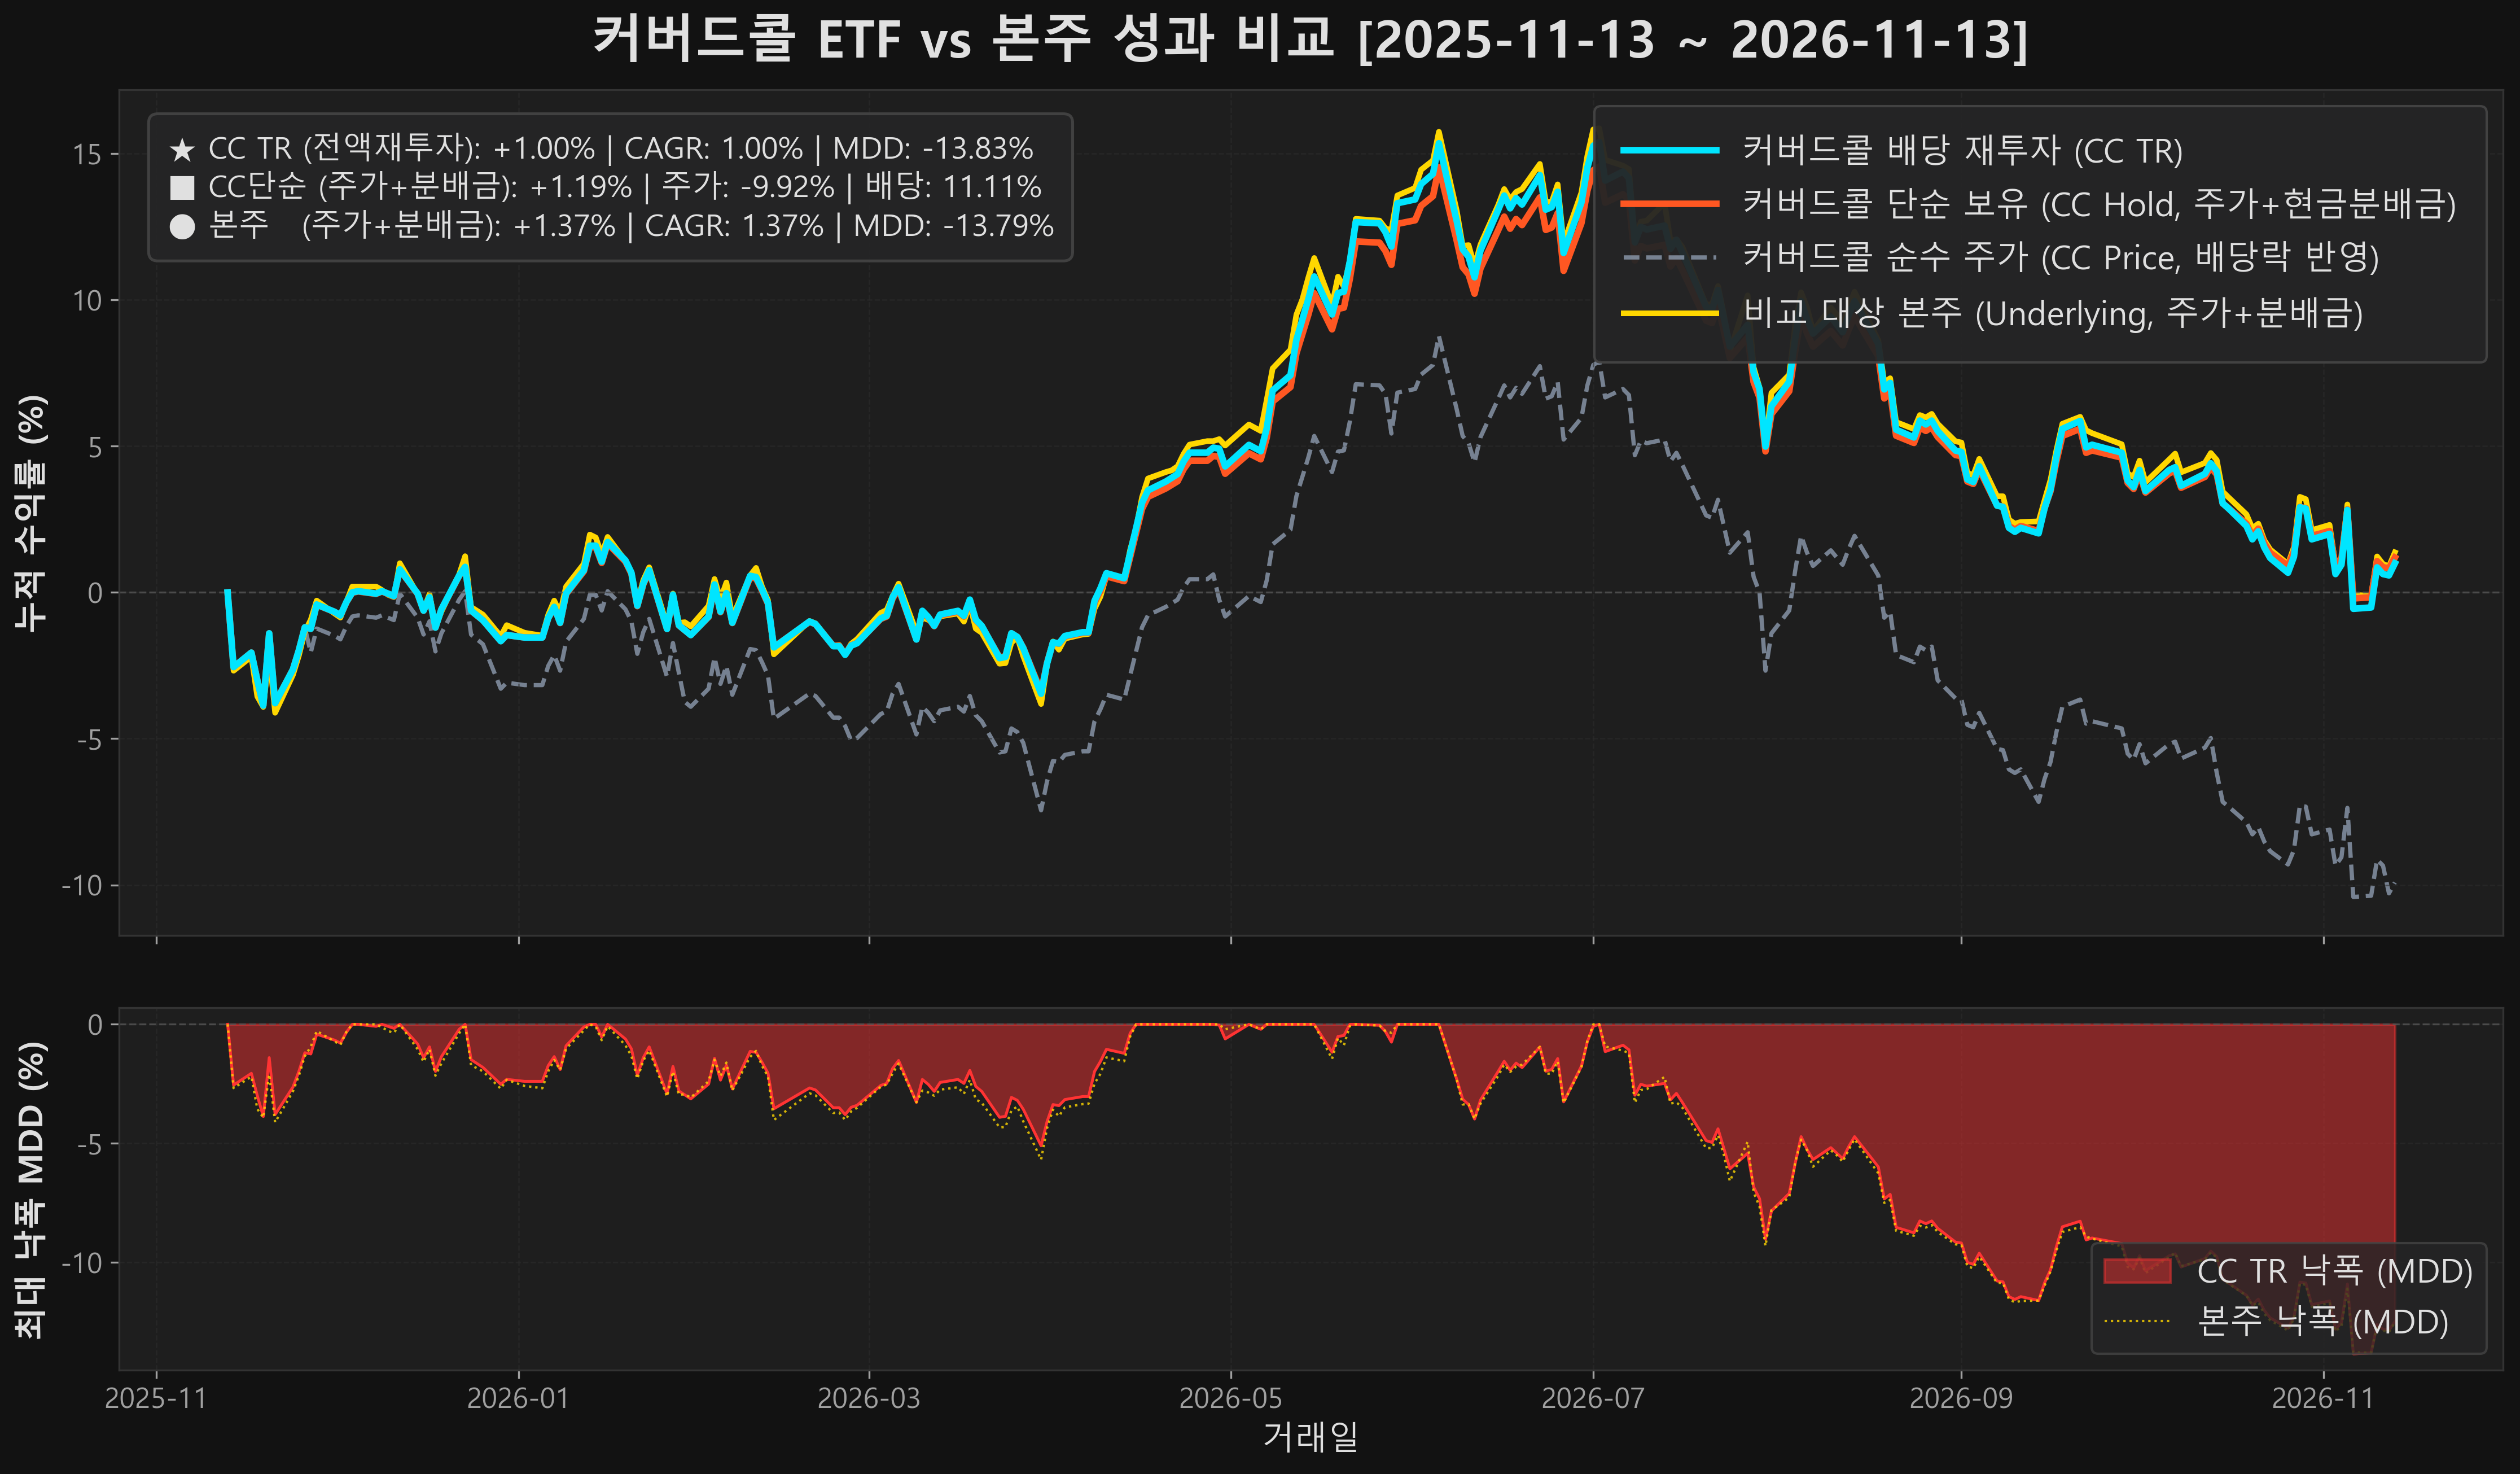 커버드콜 ETF vs 본주 성과 비교 [2025-11-13 ~ 2026-11-13]
★ CC TR (전액재투자): +1.00% | CAGR: 1.00% | MDD: -13.83%
■ CC단순 (주가+분배금): +1.19% | 주가: -9.92% | 배당: 11.11%
● 본주 (주가+분배금): +1.37% | CAGR: 1.37% | MDD: -13.79%
커버드콜 배당 재투자 (CC TR)
커버드콜 단순 보유 (CC Hold, 주가+현금분배금)
커버드콜 순수 주가 (CC Price, 배당락 반영)
비교 대상 본주 (Underlying, 주가+분배금)
누적 수익률 (%)
15
10
5
0
-5
-10
최대 낙폭 MDD (%)
0
-5
-10
CC TR 낙폭 (MDD)
본주 낙폭 (MDD)
2025-11
2026-01
2026-03
2026-05
2026-07
2026-09
2026-11
거래일